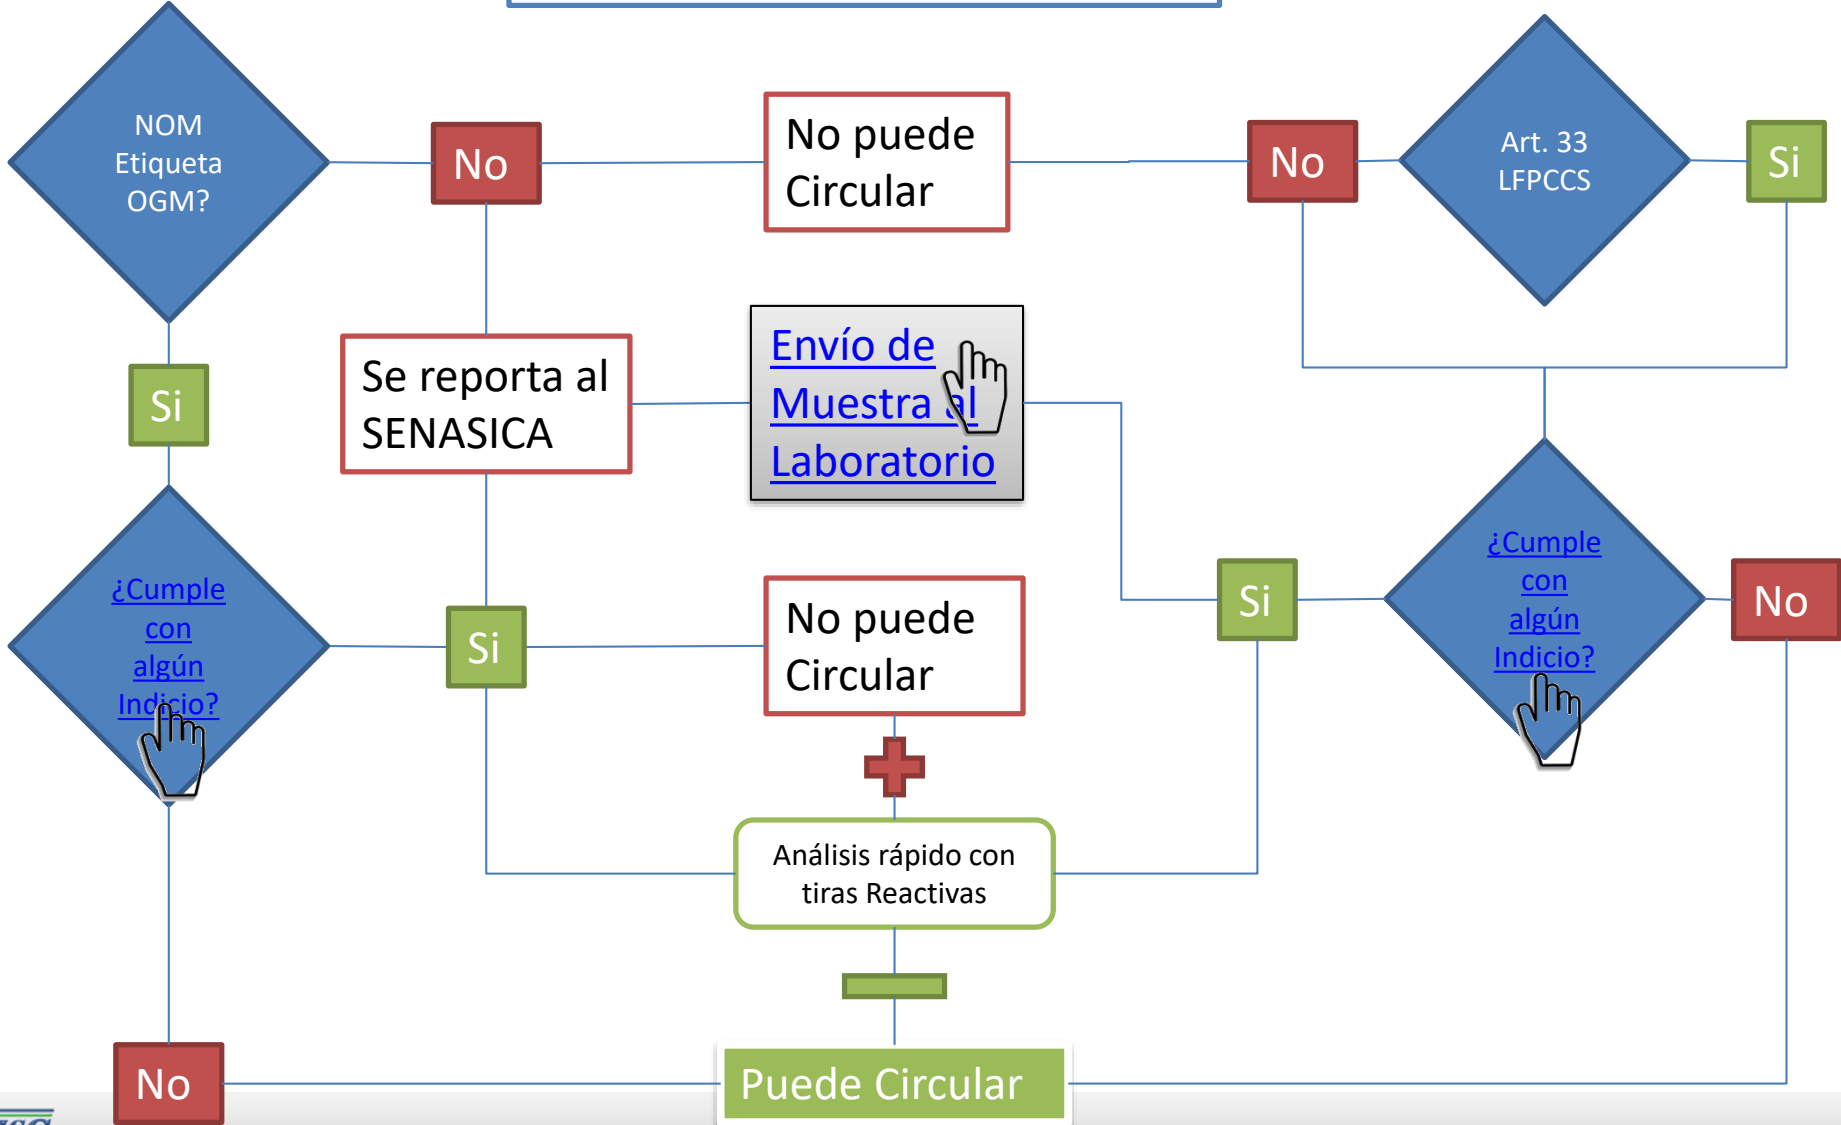 NOM
Etiqueta
OGM?
No
No puede
Circular
No
Art. 33
LFPCCS
Si
Si
Se reporta al
SENASICA
Envío de
Muestra al
Laboratorio
¿Cumple
con
algún
Indicio?
Si
No puede
Circular
Si
¿Cumple
con
algún
Indicio?
No
Análisis rápido con
tiras Reactivas
No
Puede Circular